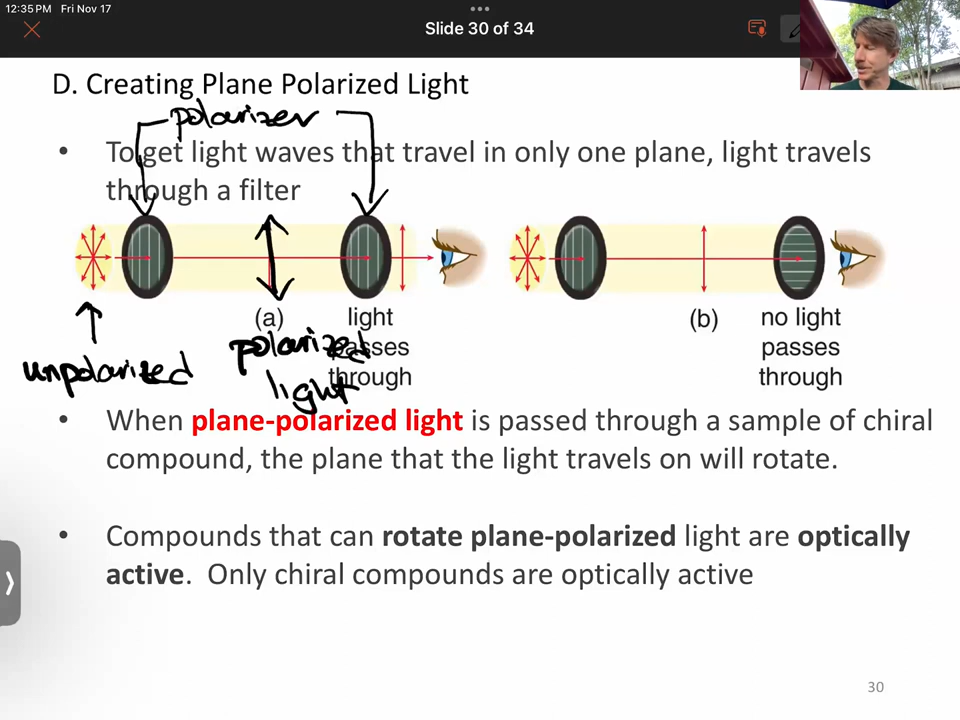 12:35 PM Fri Nov 17
Slide 30 of 34
D. Creating Plane Polarized Light
polarizer
• To get light waves that travel in only one plane, light travels
through a filter
(a)
light
passes
through
(b)
no light
passes
through
unpolarized
polarized
light
• When plane-polarized light is passed through a sample of chiral
compound, the plane that the light travels on will rotate.
• Compounds that can rotate plane-polarized light are optically
active. Only chiral compounds are optically active
30